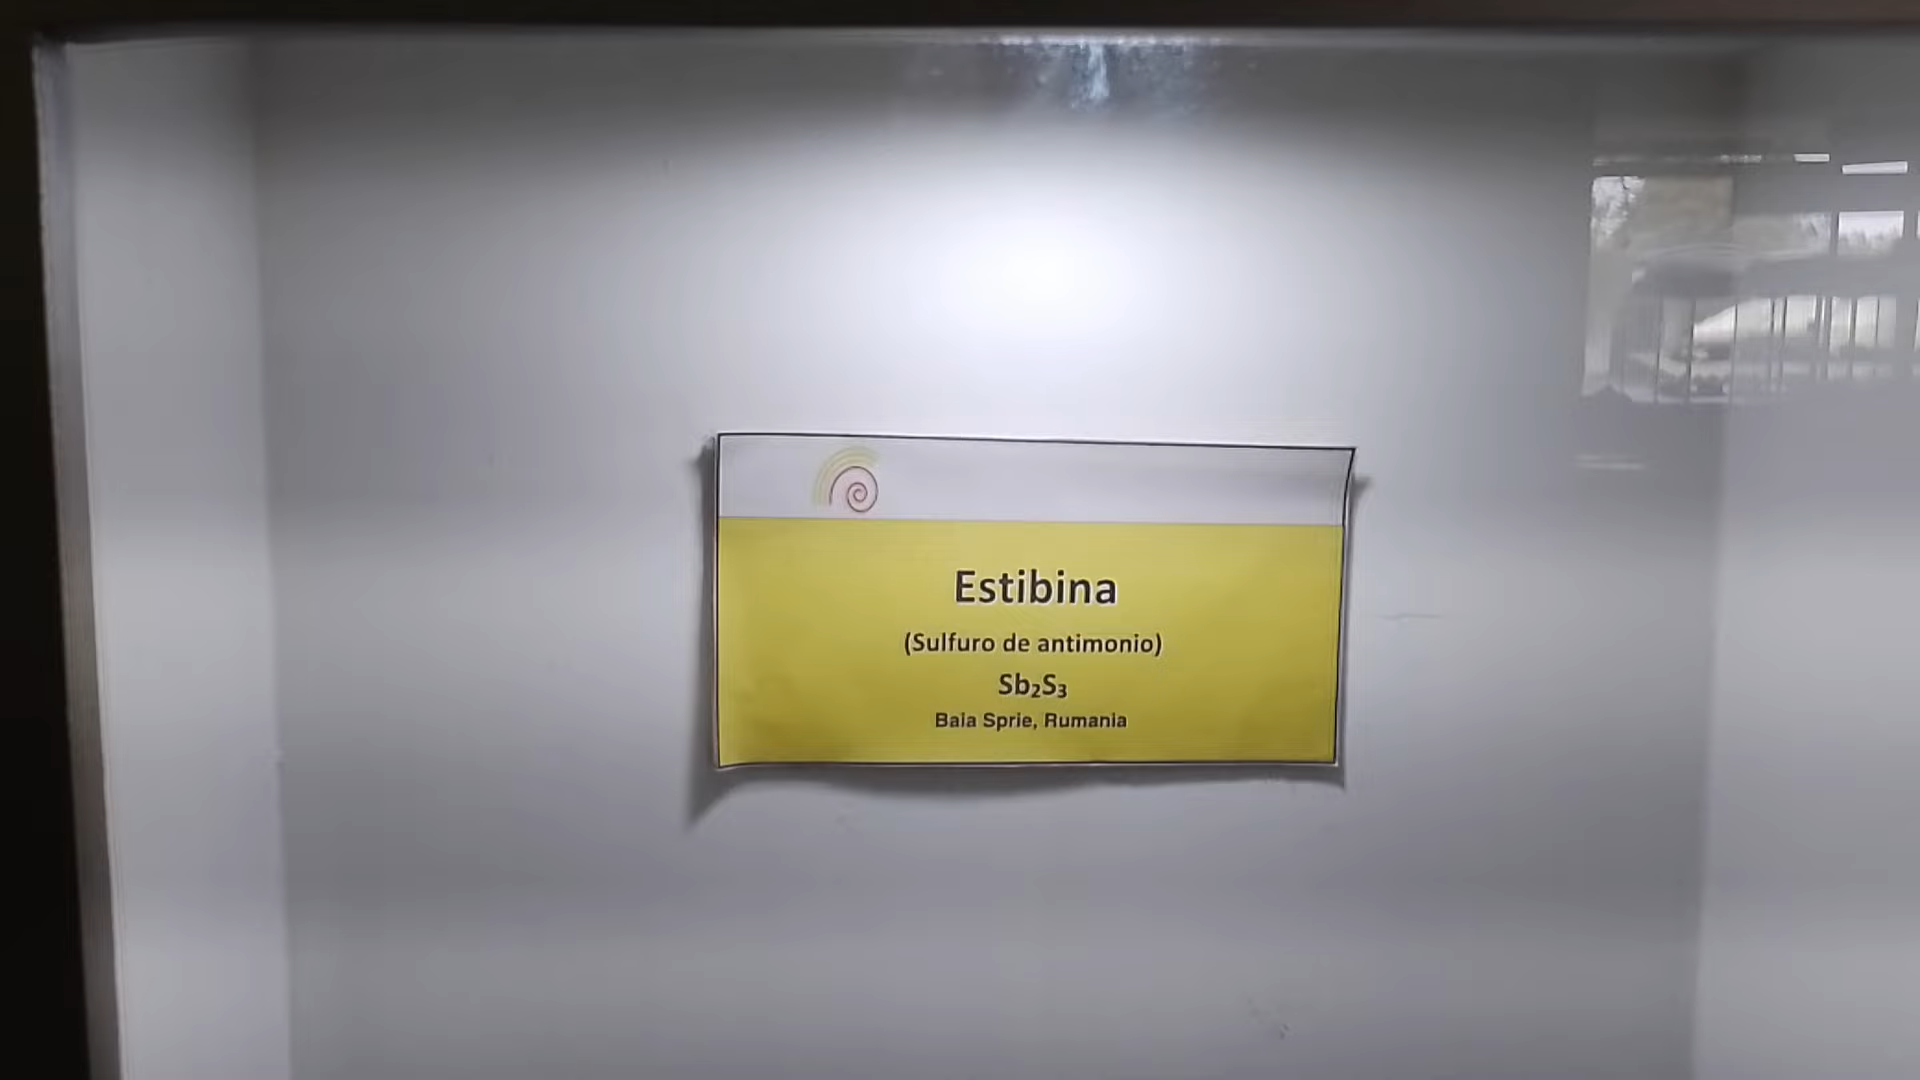 Estibina
(Sulfuro de antimonio)
Sb₂S₃
Baia Sprie, Rumania